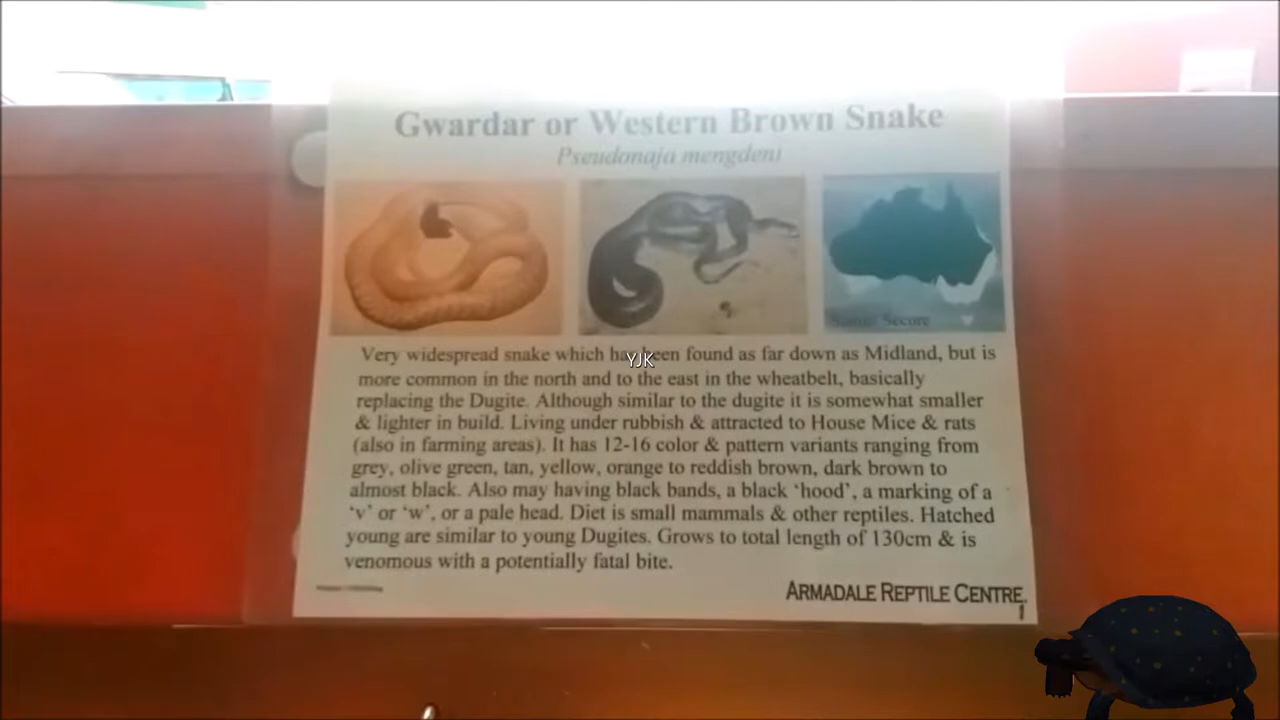 Gwardar or Western Brown Snake
Pseudonaja mengdeni
Status: Secure
Very widespread snake which has been found as far down as Midland, but is
more common in the north and to the east in the wheatbelt, basically
replacing the Dugite. Although similar to the dugite it is somewhat smaller
& lighter in build. Living under rubbish & attracted to House Mice & rats
(also in farming areas). It has 12-16 color & pattern variants ranging from
grey, olive green, tan, yellow, orange to reddish brown, dark brown to
almost black. Also may having black bands, a black ‘hood’, a marking of a
‘v’ or ‘w’, or a pale head. Diet is small mammals & other reptiles. Hatched
young are similar to young Dugites. Grows to total length of 130cm & is
venomous with a potentially fatal bite.
ARMADALE REPTILE CENTRE.
YJK